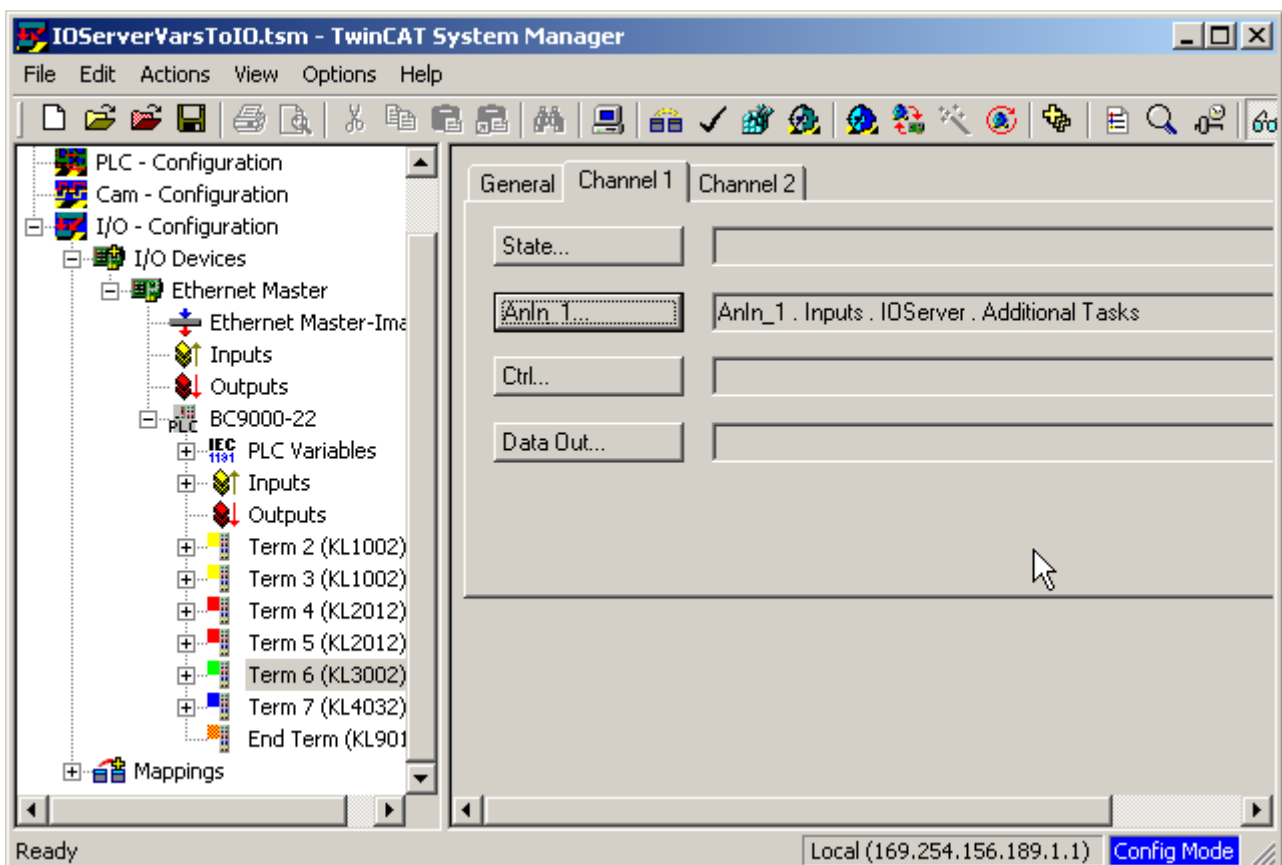 IOServerVarsToIO.tsm - TwinCAT System Manager
File Edit Actions View Options Help
PLC - Configuration
Cam - Configuration
I/O - Configuration
I/O Devices
Ethernet Master
Ethernet Master-Ima
Inputs
Outputs
PLC
BC9000-22
IEC
1131
PLC Variables
Inputs
Outputs
Term 2 (KL1002)
Term 3 (KL1002)
Term 4 (KL2012)
Term 5 (KL2012)
Term 6 (KL3002)
Term 7 (KL4032)
End Term (KL901
Mappings
General Channel 1 Channel 2
State...
AnIn_1... AnIn_1 . Inputs . IOServer . Additional Tasks
Ctrl...
Data Out...
Ready Local (169.254.156.189.1.1) Config Mode